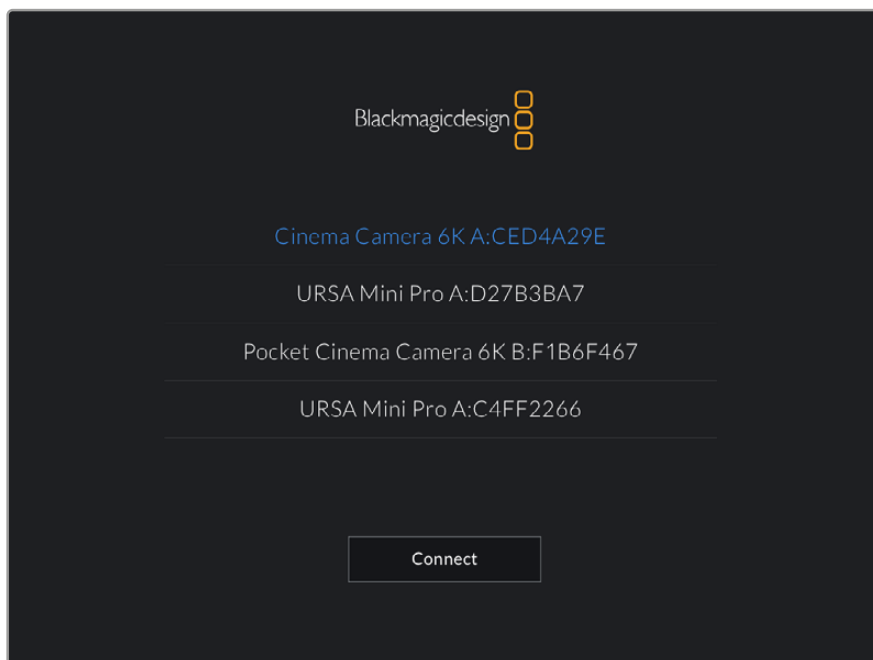 Blackmagicdesign
Cinema Camera 6K A:CED4A29E
URSA Mini Pro A:D27B3BA7
Pocket Cinema Camera 6K B:F1B6F467
URSA Mini Pro A:C4FF2266
Connect